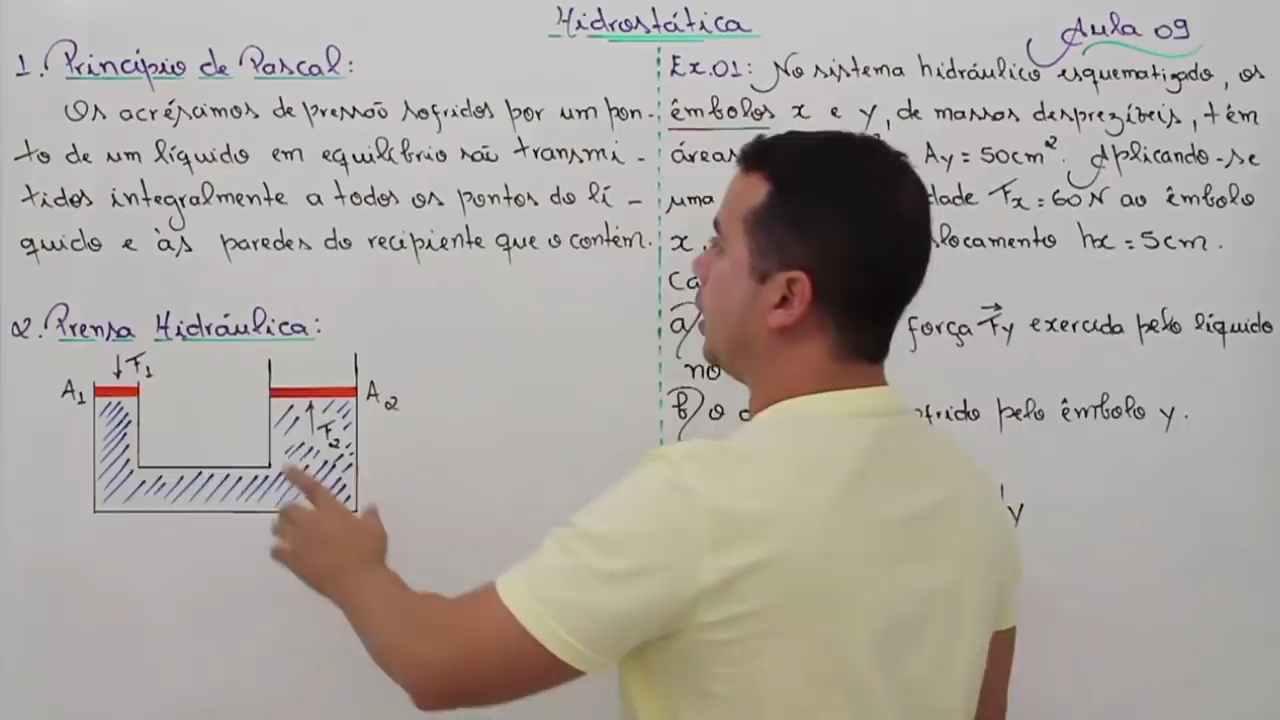 Hidrostática
Aula 09
1. Princípio de Pascal:
Os acréscimos de pressão sofridos por um pon-
to de um líquido em equilíbrio são transmi-
tidos integralmente a todos os pontos do lí-
quido e às paredes do recipiente que o contém.
2. Prensa Hidráulica:
F1
A1
A2
F2
Ex.01: No sistema hidráulico esquematizado, os
êmbolos x e y, de massas desprezíveis, têm
áreas Ay = 50cm².  Aplicando-se
uma Fx = 60N ao êmbolo
x. hx = 5cm.
a) força Fy exercida pelo líquido
no
b) o pelo êmbolo y.
y